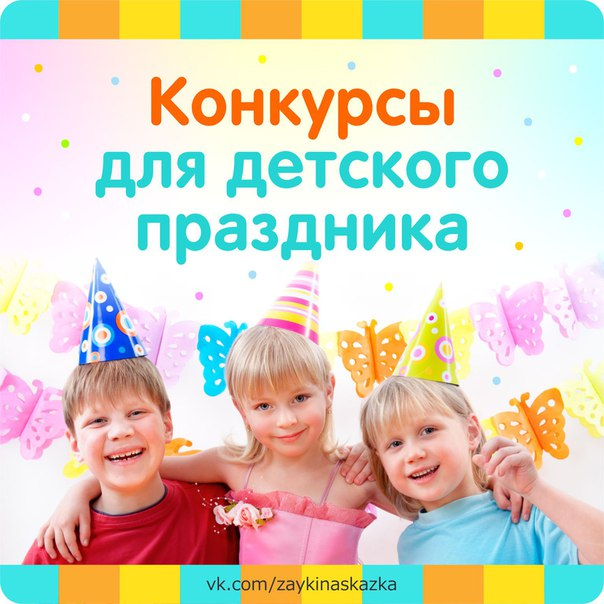 Конкурсы
для детского
праздника
vk.com/zaykinaskazka